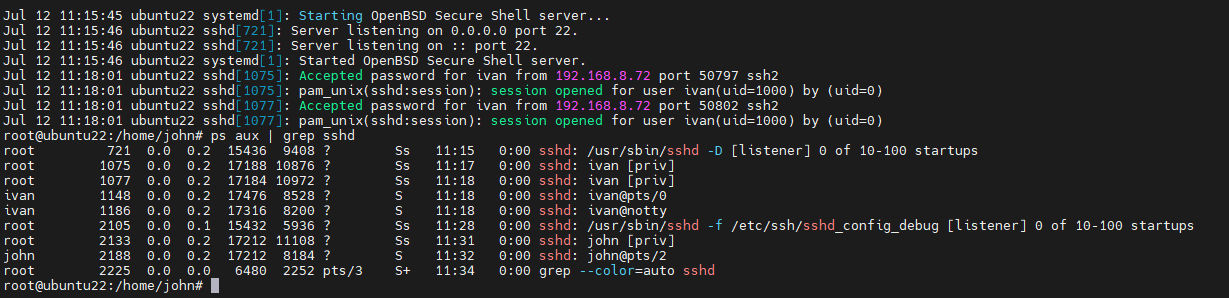 Jul 12 11:15:45 ubuntu22 systemd[1]: Starting OpenBSD Secure Shell server...
Jul 12 11:15:46 ubuntu22 sshd[721]: Server listening on 0.0.0.0 port 22.
Jul 12 11:15:46 ubuntu22 sshd[721]: Server listening on :: port 22.
Jul 12 11:15:46 ubuntu22 systemd[1]: Started OpenBSD Secure Shell server.
Jul 12 11:18:01 ubuntu22 sshd[1075]: Accepted password for ivan from 192.168.8.72 port 50797 ssh2
Jul 12 11:18:01 ubuntu22 sshd[1075]: pam_unix(sshd:session): session opened for user ivan(uid=1000) by (uid=0)
Jul 12 11:18:01 ubuntu22 sshd[1077]: Accepted password for ivan from 192.168.8.72 port 50802 ssh2
Jul 12 11:18:01 ubuntu22 sshd[1077]: pam_unix(sshd:session): session opened for user ivan(uid=1000) by (uid=0)
root@ubuntu22:/home/john# ps aux | grep sshd
root         721  0.0  0.2  15436  9408 ?        Ss   11:15   0:00 sshd: /usr/sbin/sshd -D [listener] 0 of 10-100 startups
root        1075  0.0  0.2  17188 10876 ?        Ss   11:17   0:00 sshd: ivan [priv]
root        1077  0.0  0.2  17184 10972 ?        Ss   11:17   0:00 sshd: ivan [priv]
ivan        1148  0.0  0.2  17476  8528 ?        S    11:18   0:00 sshd: ivan@pts/0
ivan        1186  0.0  0.2  17316  8200 ?        S    11:18   0:00 sshd: ivan@notty
root        2105  0.0  0.1  15432  5936 ?        Ss   11:28   0:00 sshd: /usr/sbin/sshd -f /etc/ssh/sshd_config_debug [listener] 0 of 10-100 startups
root        2133  0.0  0.2  17212 11108 ?        Ss   11:31   0:00 sshd: john [priv]
john        2188  0.0  0.2  17212  8184 ?        S    11:32   0:00 sshd: john@pts/2
root        2225  0.0  0.0   6480  2252 pts/3    S+   11:34   0:00 grep --color=auto sshd
root@ubuntu22:/home/john#